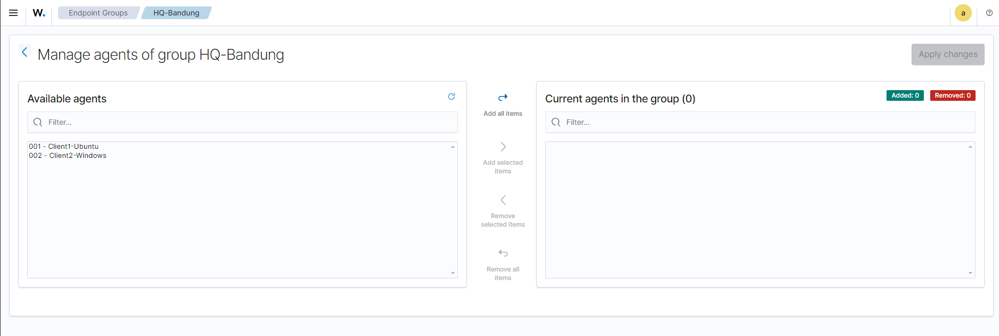 W. Endpoint Groups HQ-Bandung a
Manage agents of group HQ-Bandung
Apply changes
Available agents
Filter...
001 - Client1-Ubuntu
002 - Client2-Windows
Add all items
Add selected
items
Remove
selected items
Remove all
items
Current agents in the group (0)
Added: 0
Removed: 0
Filter...